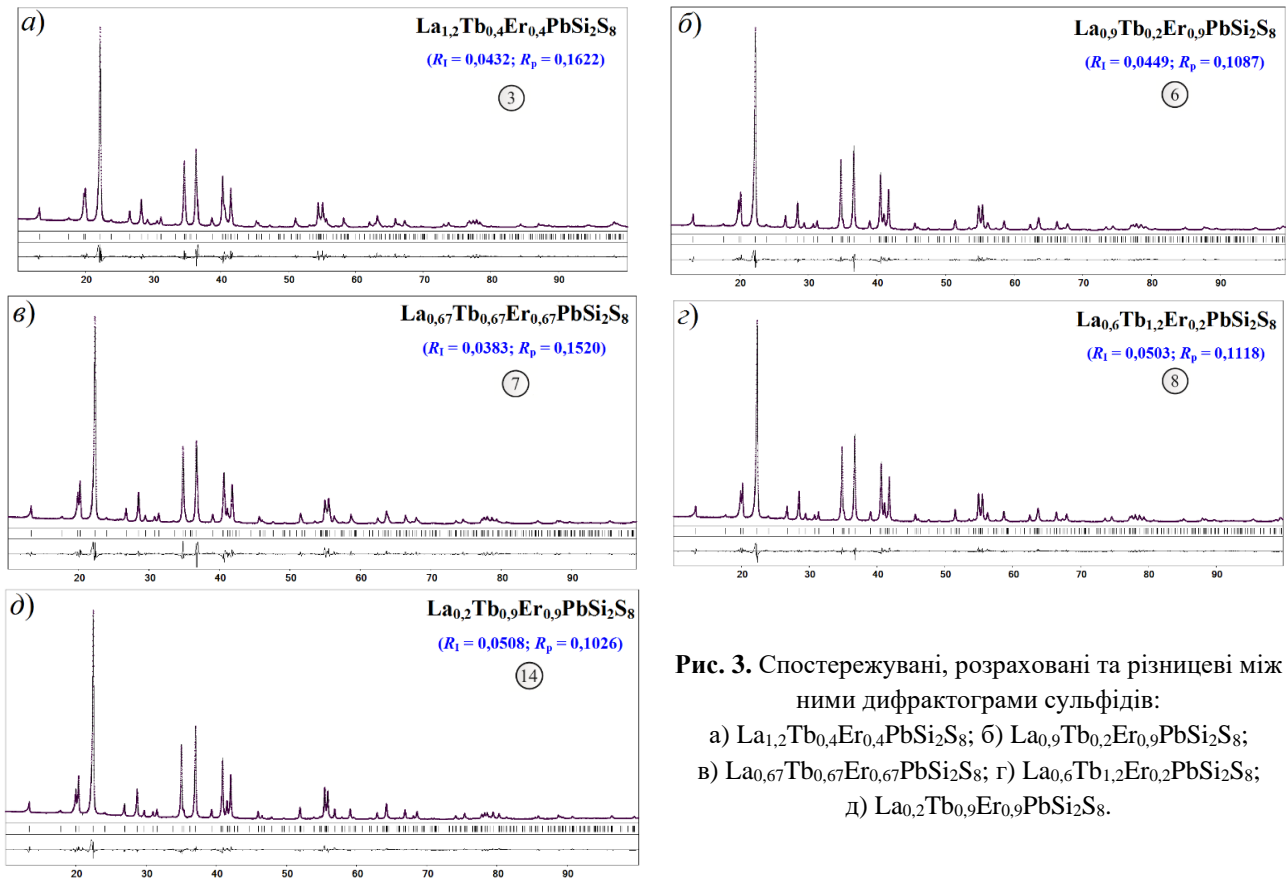 а)
La1,2Tb0,4Er0,4PbSi2S8
(RI = 0,0432; Rp = 0,1622)
3
20 30 40 50 60 70 80 90
б)
La0,9Tb0,2Er0,9PbSi2S8
(RI = 0,0449; Rp = 0,1087)
6
20 30 40 50 60 70 80 90
в)
La0,67Tb0,67Er0,67PbSi2S8
(RI = 0,0383; Rp = 0,1520)
7
20 30 40 50 60 70 80 90
г)
La0,6Tb1,2Er0,2PbSi2S8
(RI = 0,0503; Rp = 0,1118)
8
20 30 40 50 60 70 80 90
д)
La0,2Tb0,9Er0,9PbSi2S8
(RI = 0,0508; Rp = 0,1026)
14
20 30 40 50 60 70 80 90
Рис. 3. Спостережувані, розраховані та різницеві між
ними дифрактограми сульфідів:
а) La1,2Tb0,4Er0,4PbSi2S8; б) La0,9Tb0,2Er0,9PbSi2S8;
в) La0,67Tb0,67Er0,67PbSi2S8; г) La0,6Tb1,2Er0,2PbSi2S8;
д) La0,2Tb0,9Er0,9PbSi2S8.